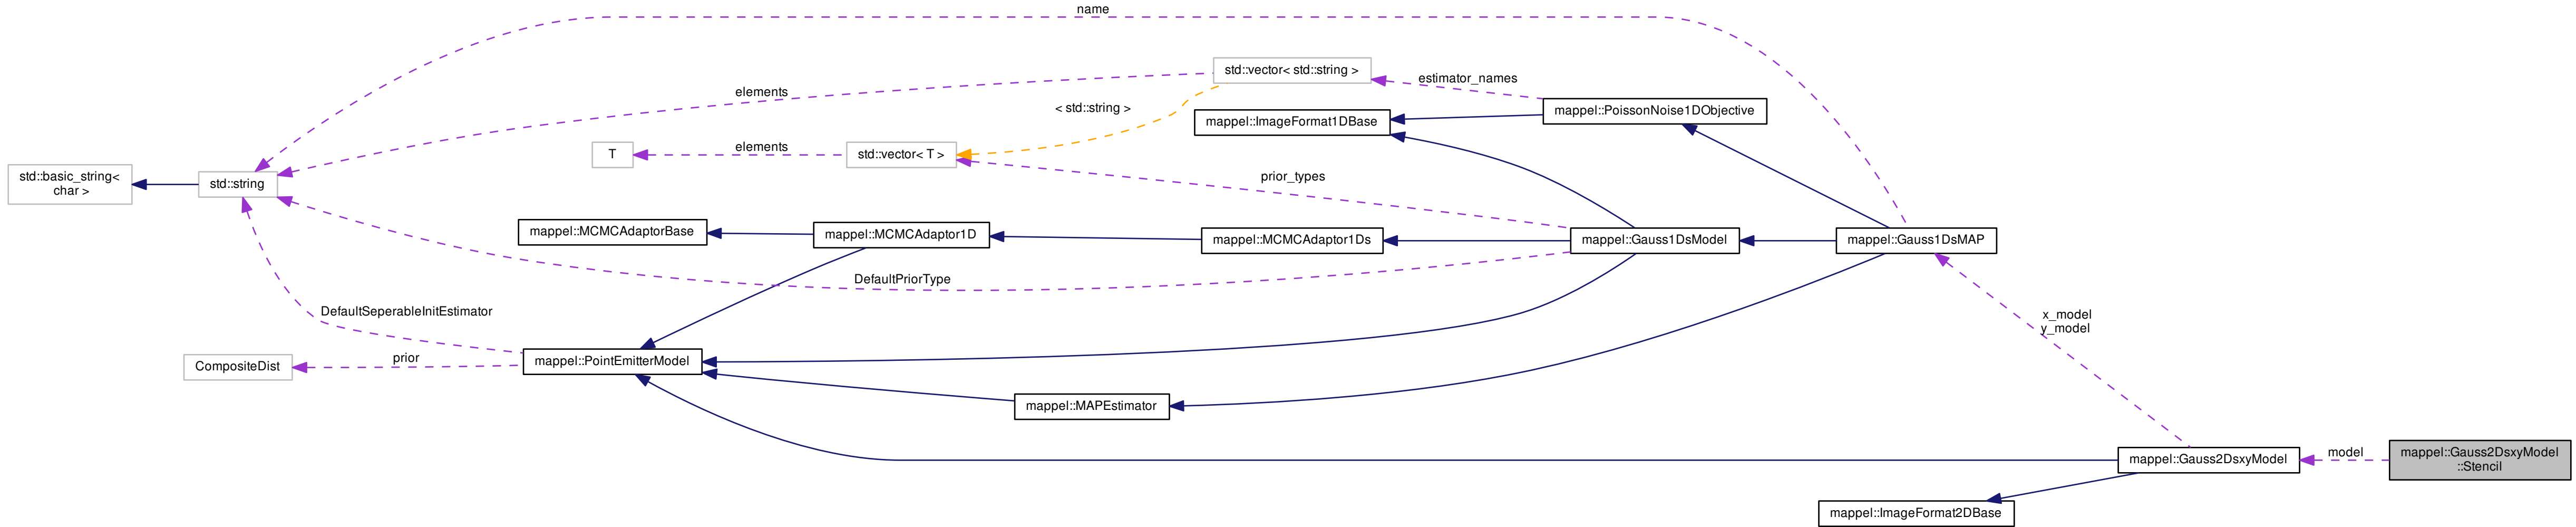 name
std::vector< std::string >
estimator_names
elements
< std::string >
mappel::PoissonNoise1DObjective
mappel::ImageFormat1DBase
T
elements
std::vector< T >
prior_types
std::basic_string<
char >
std::string
mappel::MCMCAdaptorBase
mappel::MCMCAdaptor1D
mappel::MCMCAdaptor1Ds
mappel::Gauss1DsModel
mappel::Gauss1DsMAP
DefaultPriorType
DefaultSeperableInitEstimator
x_model
y_model
prior
CompositeDist
mappel::PointEmitterModel
mappel::MAPEstimator
mappel::Gauss2DsxyModel
model
mappel::Gauss2DsxyModel
::Stencil
mappel::ImageFormat2DBase